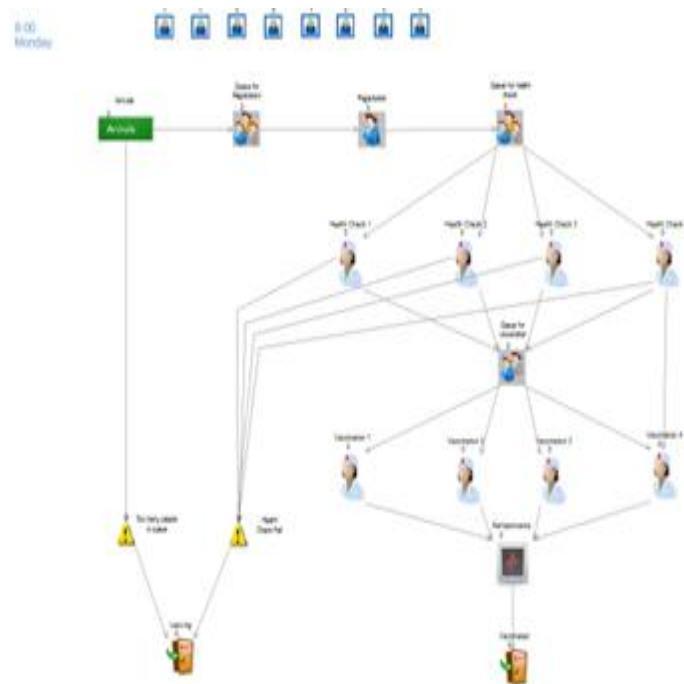 8:00
Monday
Arrivals
Arrivals
Queue for
Registration
Registration
Queue for health
check
Health Check 1
Health Check 2
Health Check 3
Health Check
Queue for
vaccination
Vaccination 1
Vaccination 2
Vaccination 3
Vaccination 4
Too many people
in queue
Health
Check Fail
Vaccinated